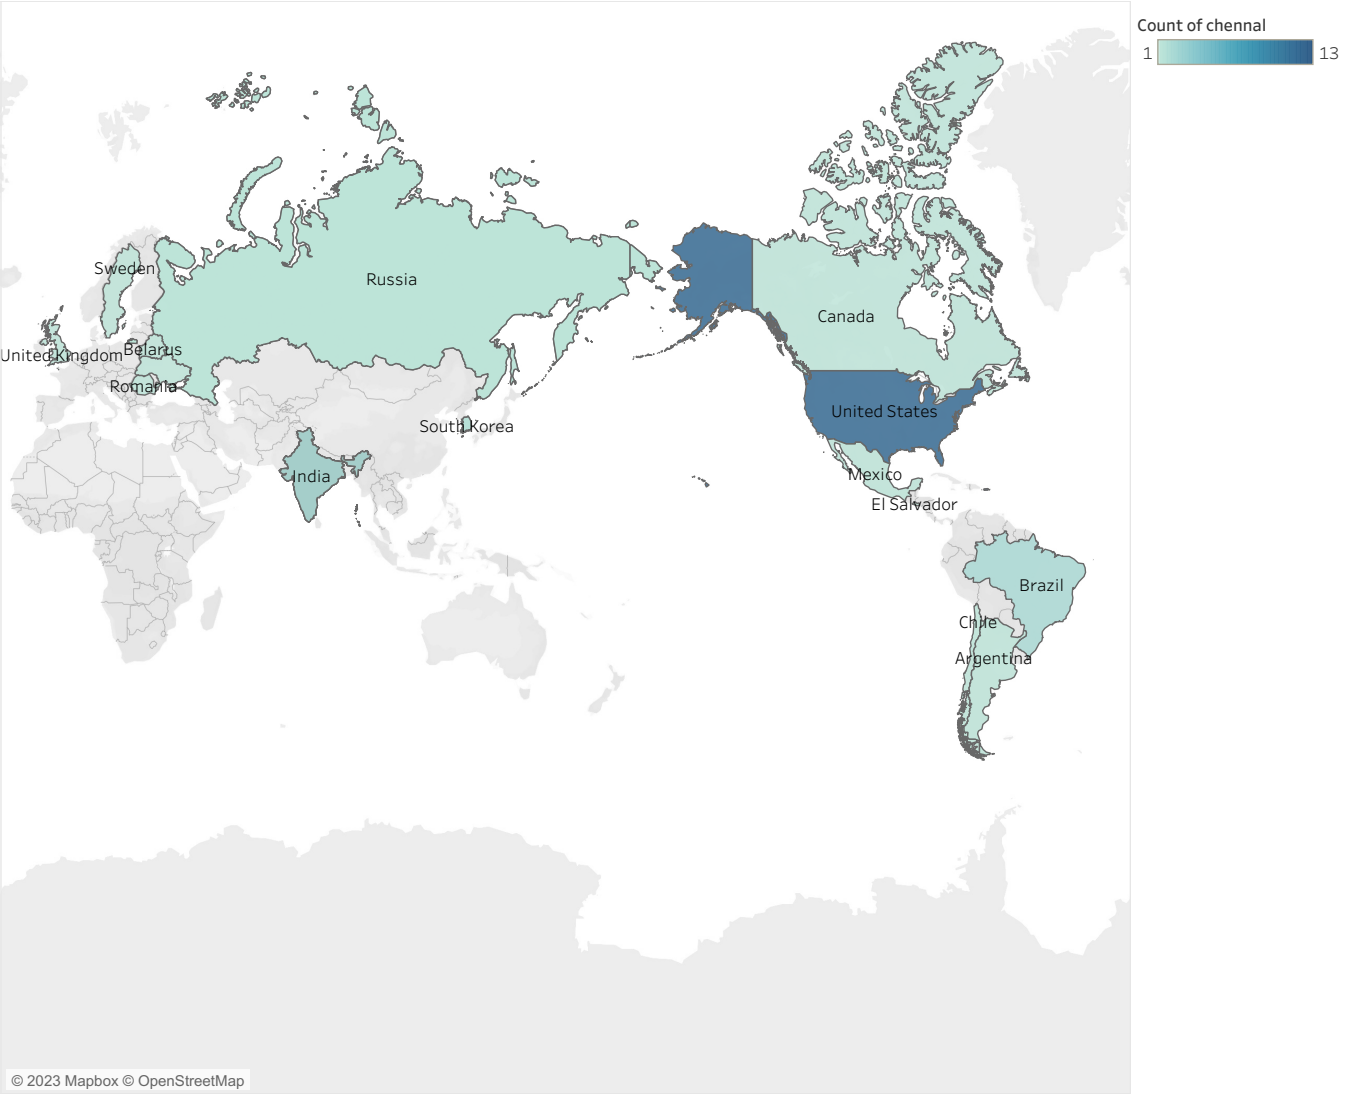 Count of chennal
1 13
Sweden
Russia
Canada
United Kingdom
Belarus
Romania
United States
South Korea
India
Mexico
El Salvador
Brazil
Chile
Argentina
© 2023 Mapbox © OpenStreetMap